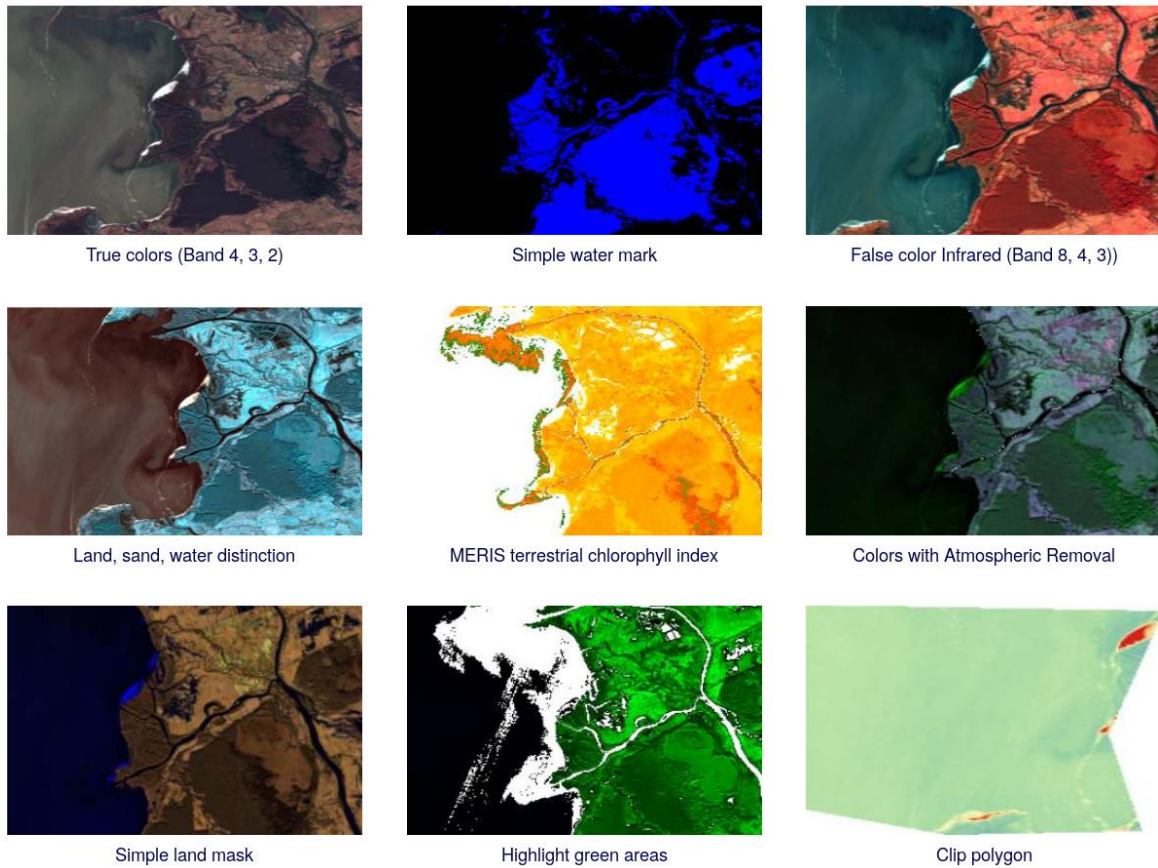 True colors (Band 4, 3, 2)
Simple water mark
False color Infrared (Band 8, 4, 3))
Land, sand, water distinction
MERIS terrestrial chlorophyll index
Colors with Atmospheric Removal
Simple land mask
Highlight green areas
Clip polygon